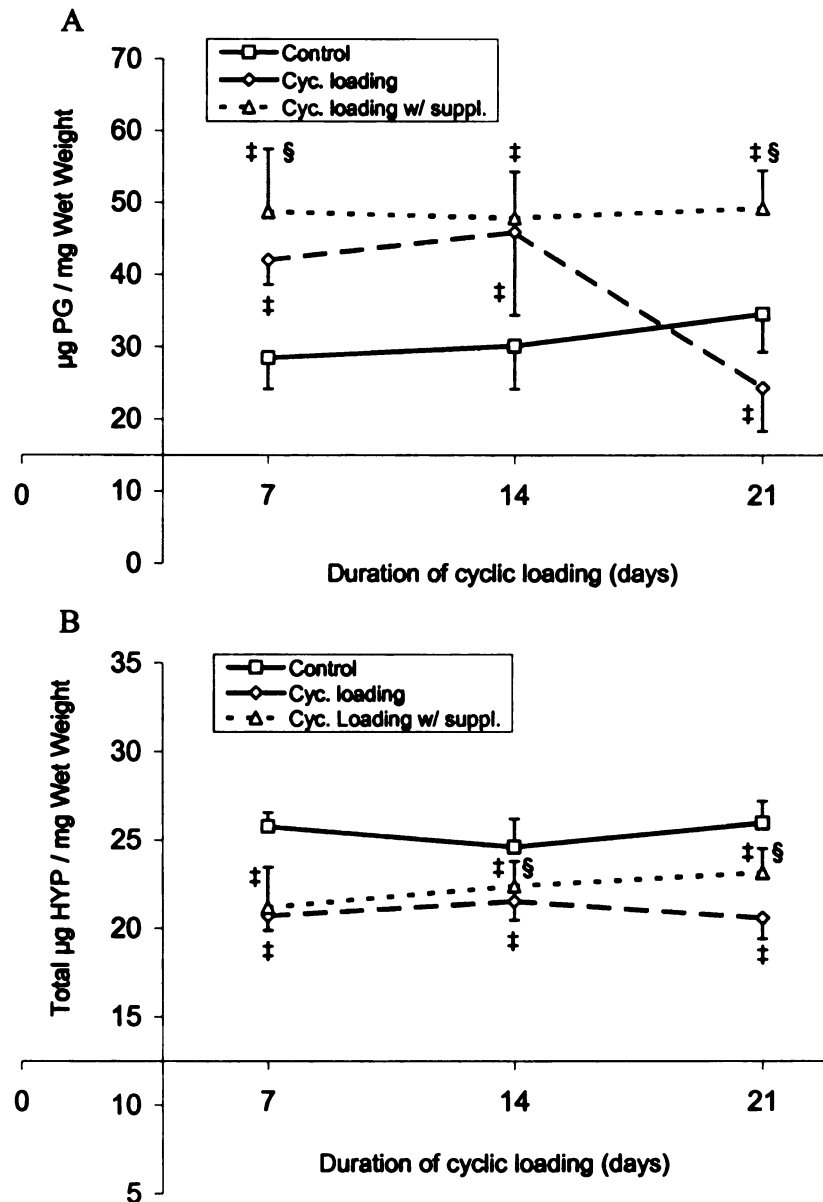 A
Control
Cyc. loading
Cyc. loading w/ suppl.
70
60
50
40
30
20
10
0
µg PG / mg Wet Weight
‡ §
‡
‡ §
‡
‡
‡
0 7 14 21
Duration of cyclic loading (days)
B
Control
Cyc. loading
Cyc. Loading w/ suppl.
35
30
25
20
15
10
5
Total µg HYP / mg Wet Weight
‡
‡ §
‡ §
‡
‡
‡
0 7 14 21
Duration of cyclic loading (days)